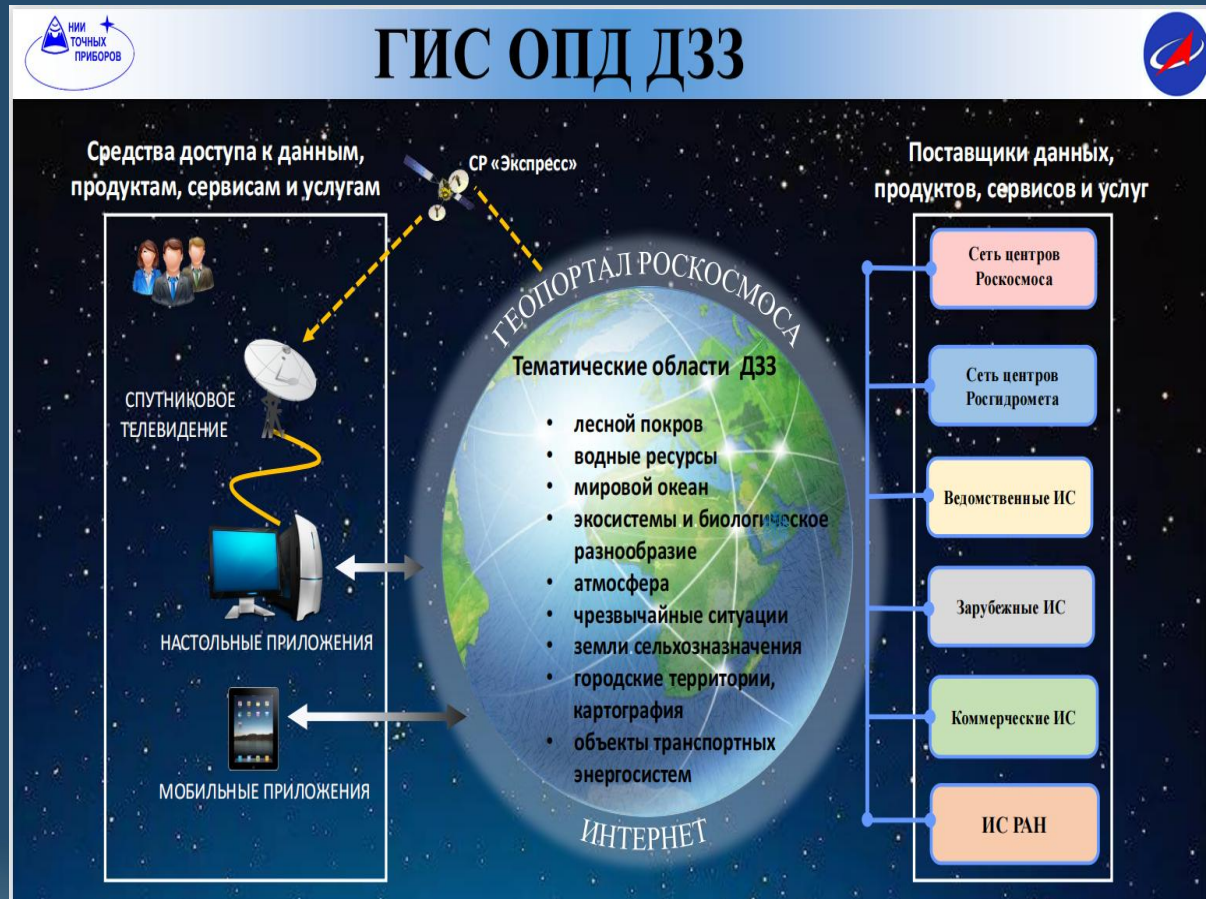 НИИ
ТОЧНЫХ
ПРИБОРОВ
ГИС ОПД ДЗЗ
Средства доступа к данным,
продуктам, сервисам и услугам
СПУТНИКОВОЕ
ТЕЛЕВИДЕНИЕ
НАСТОЛЬНЫЕ ПРИЛОЖЕНИЯ
МОБИЛЬНЫЕ ПРИЛОЖЕНИЯ
СР «Экспресс»
ГЕОПОРТАЛ РОСКОСМОСА
Тематические области ДЗЗ
• лесной покров
• водные ресурсы
• мировой океан
• экосистемы и биологическое
разнообразие
• атмосфера
• чрезвычайные ситуации
• земли сельхозназначения
• городские территории,
картография
• объекты транспортных
энергосистем
ИНТЕРНЕТ
Поставщики данных,
продуктов, сервисов и услуг
Сеть центров
Роскосмоса
Сеть центров
Росгидромета
Ведомственные ИС
Зарубежные ИС
Коммерческие ИС
ИС РАН